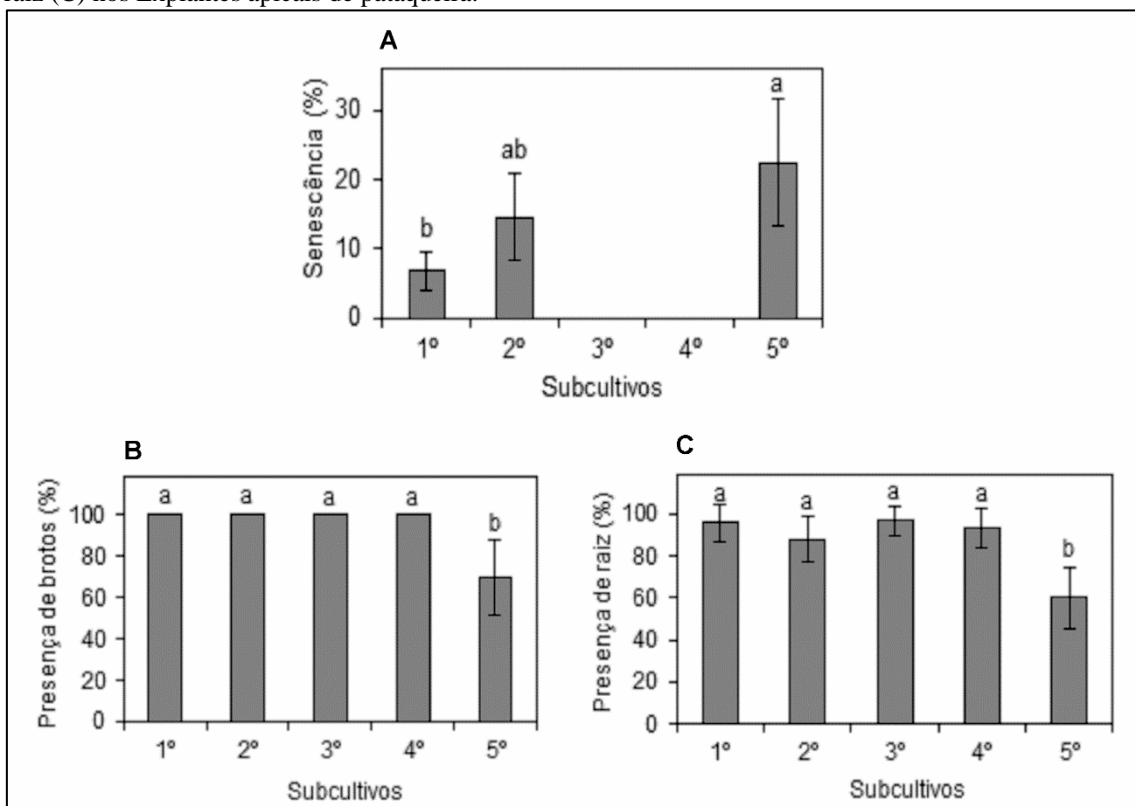 raiz (C) nos Explantes apicais de pataqueira.
A
Senescência (%)
30
20
10
0
b
ab
a
1º 2º 3º 4º 5º
Subcultivos
B
Presença de brotos (%)
100
80
60
40
20
0
a a a a b
1º 2º 3º 4º 5º
Subcultivos
C
Presença de raiz (%)
100
80
60
40
20
0
a a a a b
1º 2º 3º 4º 5º
Subcultivos